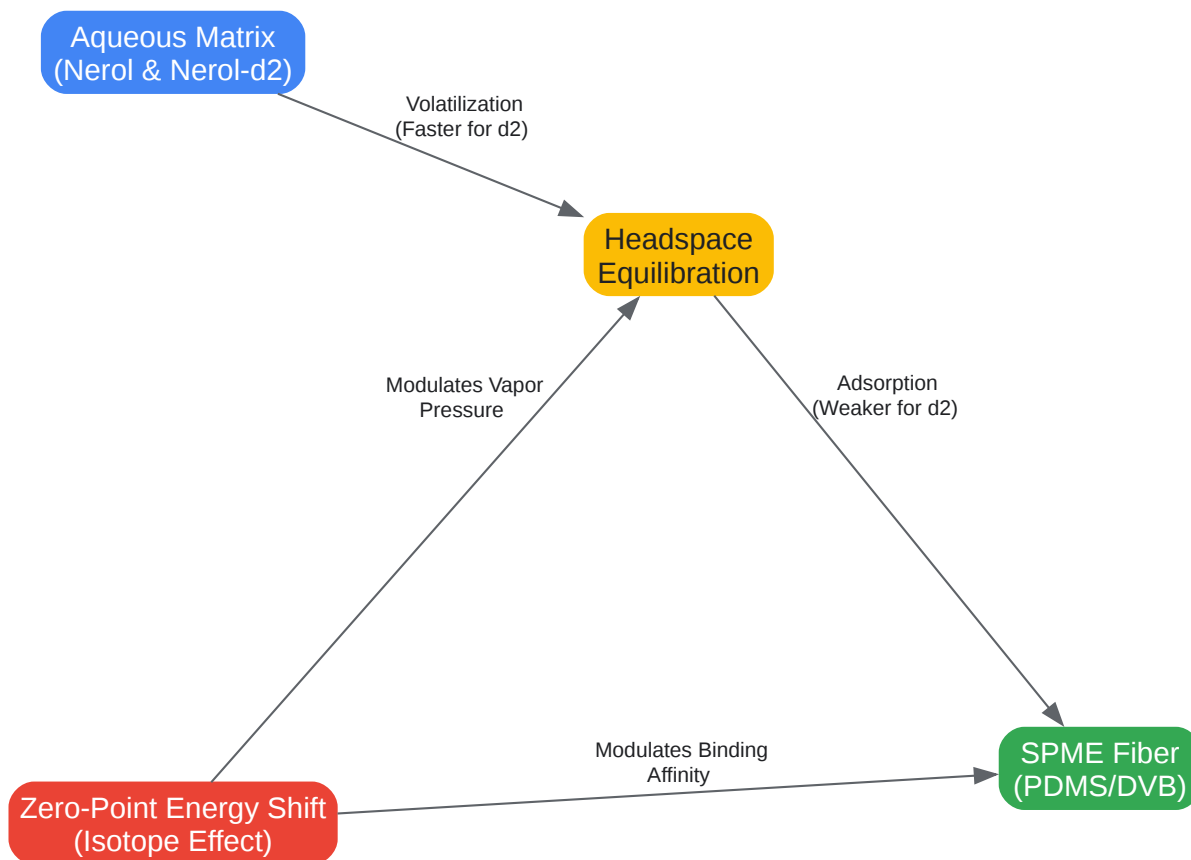 Aqueous Matrix
(Nerol & Nerol-d2)
Volatilization
(Faster for d2)
Headspace
Equilibration
Modulates Vapor
Pressure
Adsorption
(Weaker for d2)
Modulates Binding
Affinity
SPME Fiber
(PDMS/DVB)
Zero-Point Energy Shift
(Isotope Effect)